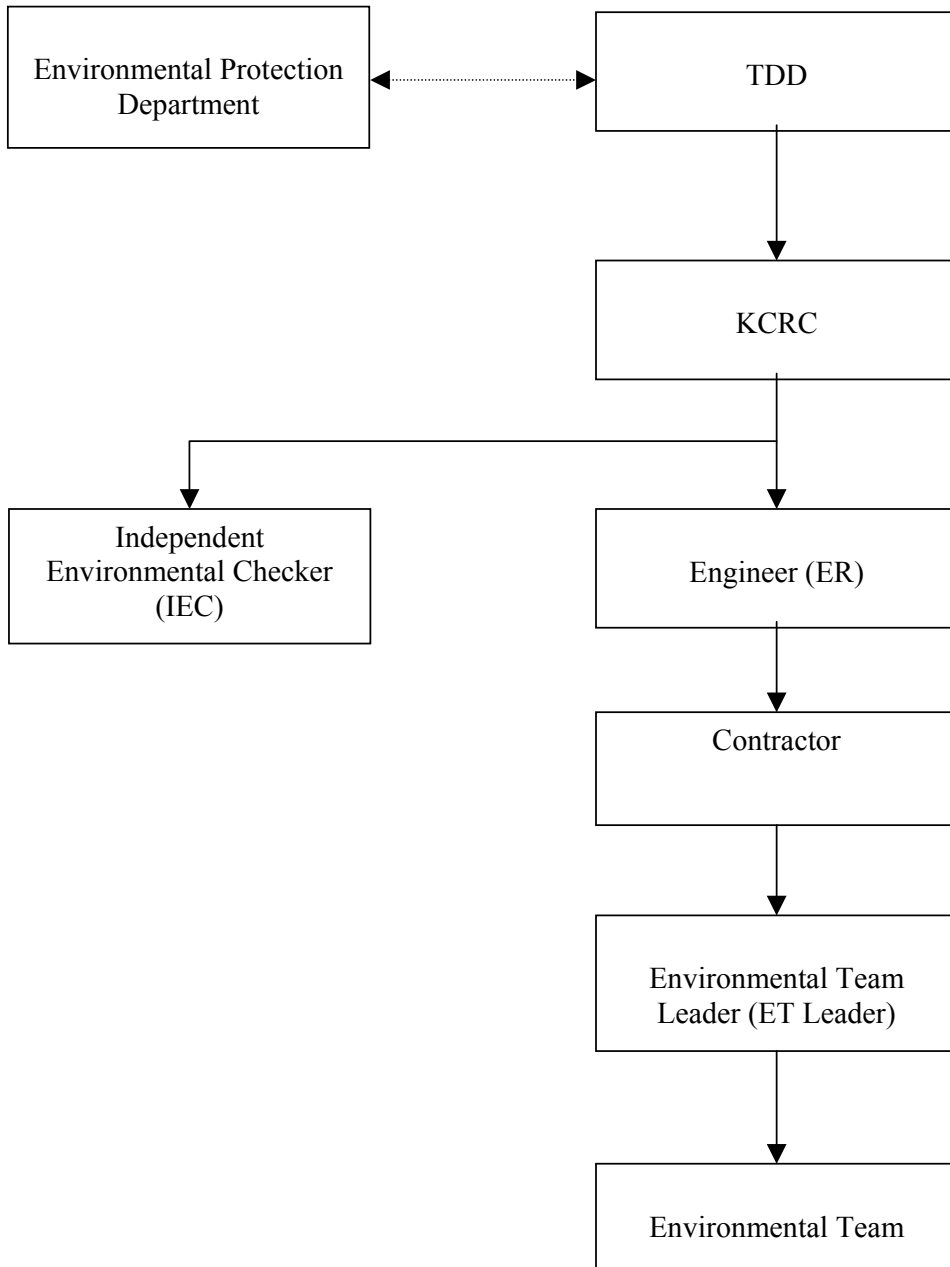 Environmental Protection
Department
TDD
KCRC
Independent
Environmental Checker
(IEC)
Engineer (ER)
Contractor
Environmental Team
Leader (ET Leader)
Environmental Team